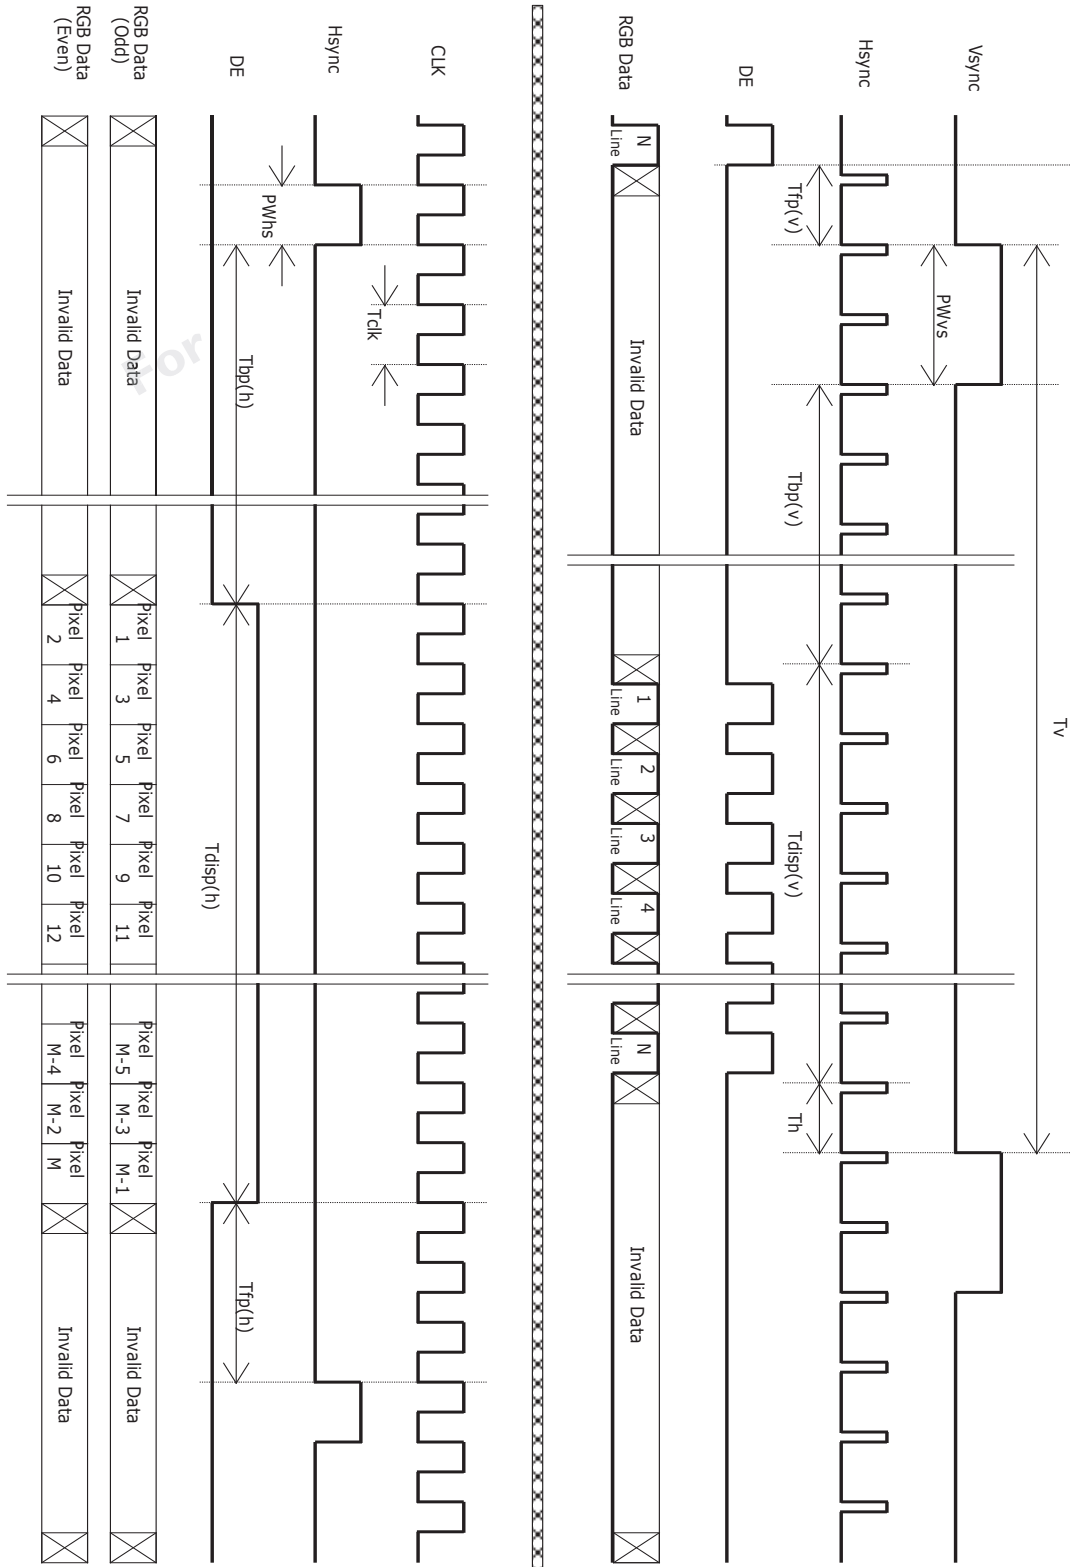 Tv
Vsync
PWvs
Hsync
Tfp(v)
Tbp(v)
Tdisp(v)
Th
DE
RGB Data
N
Line
Invalid Data
1
Line
2
Line
3
Line
4
Line
N
Line
Invalid Data
CLK
Tclk
Hsync
PWhs
DE
Tbp(h)
Tdisp(h)
Tfp(h)
RGB Data
(Odd)
Invalid Data
Pixel
1
Pixel
3
Pixel
5
Pixel
7
Pixel
9
Pixel
11
Pixel
M-5
Pixel
M-3
Pixel
M-1
Invalid Data
RGB Data
(Even)
Invalid Data
Pixel
2
Pixel
4
Pixel
6
Pixel
8
Pixel
10
Pixel
12
Pixel
M-4
Pixel
M-2
Pixel
M
Invalid Data
For